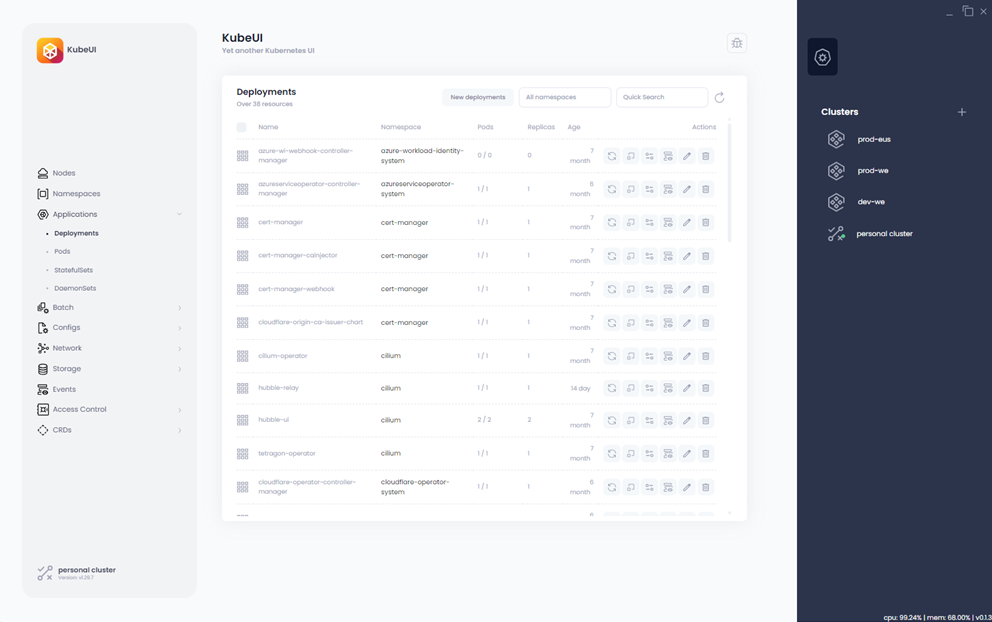 KubeUI
Nodes
Namespaces
Applications
Deployments
Pods
StatefulSets
DaemonSets
Batch
Configs
Network
Storage
Events
Access Control
CRDs
personal cluster
Version: v1.29.7
KubeUI
Yet another Kubernetes UI
Deployments
Over 38 resources
New deployments
All namespaces
Quick Search
Name Namespace Pods Replicas Age Actions
azure-wi-webhook-controller-manager azure-workload-identity-system 0 / 0 0 7 month
azureserviceoperator-controller-manager azureserviceoperator-system 1 / 1 1 6 month
cert-manager cert-manager 1 / 1 1 7 month
cert-manager-cainjector cert-manager 1 / 1 1 7 month
cert-manager-webhook cert-manager 1 / 1 1 7 month
cloudflare-origin-ca-issuer-chart cert-manager 1 / 1 1 7 month
cilium-operator cilium 1 / 1 1 7 month
hubble-relay cilium 1 / 1 1 14 day
hubble-ui cilium 2 / 2 2 7 month
tetragon-operator cilium 1 / 1 1 7 month
cloudflare-operator-controller-manager cloudflare-operator-system 1 / 1 1 6 month
6
Clusters
prod-eus
prod-we
dev-we
personal cluster
cpu: 99.24% | mem: 68.00% | v0.1.3